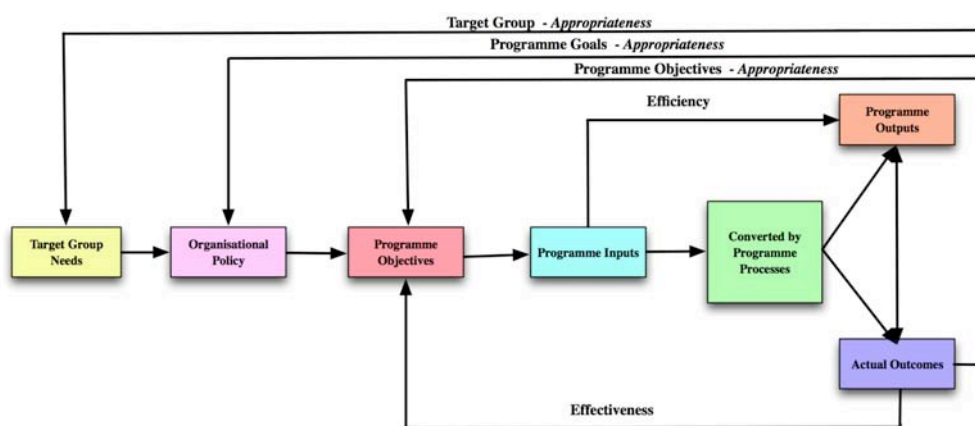 Target Group - Appropriateness
Programme Goals - Appropriateness
Programme Objectives - Appropriateness
Efficiency
Programme
Outputs
Target Group
Needs
Organisational
Policy
Programme
Objectives
Programme Inputs
Converted by
Programme
Processes
Actual Outcomes
Effectiveness